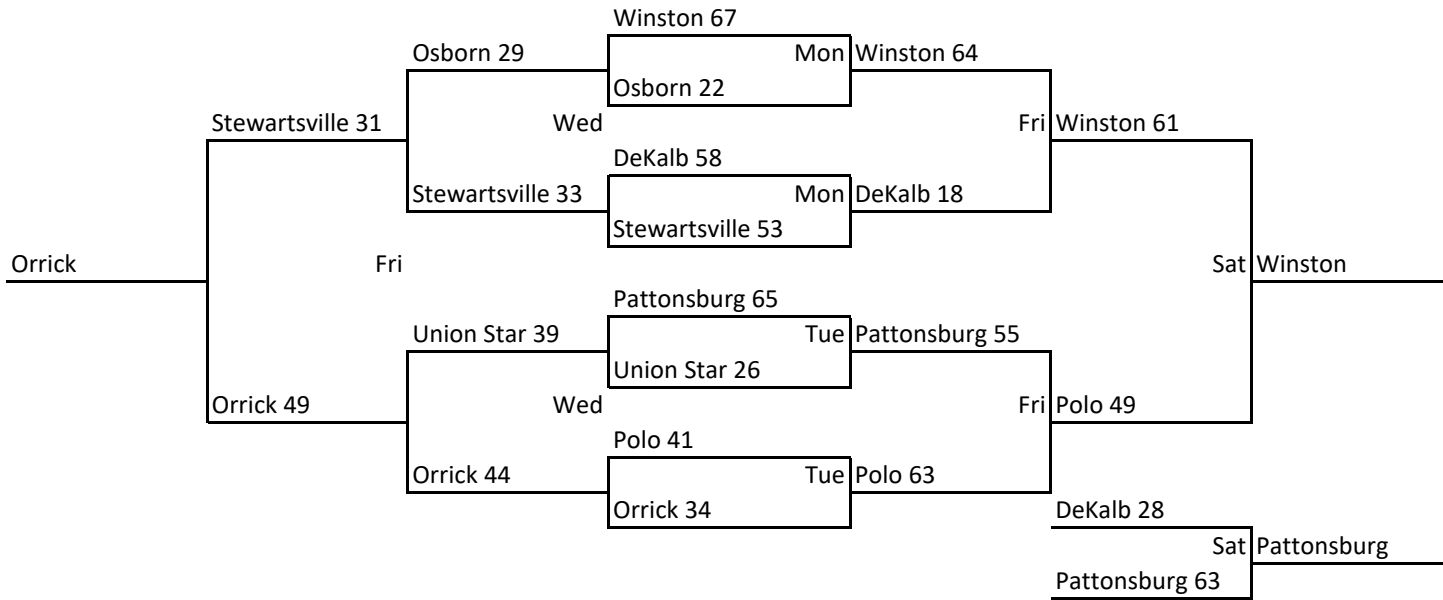 Winston 67
Osborn 29
Mon Winston 64
Osborn 22
Stewartsville 31
Wed
Fri Winston 61
DeKalb 58
Stewartsville 33
Mon DeKalb 18
Stewartsville 53
Orrick
Fri
Sat Winston
Pattonsburg 65
Union Star 39
Tue Pattonsburg 55
Union Star 26
Orrick 49
Wed
Fri Polo 49
Polo 41
Orrick 44
Tue Polo 63
Orrick 34
DeKalb 28
Sat Pattonsburg
Pattonsburg 63